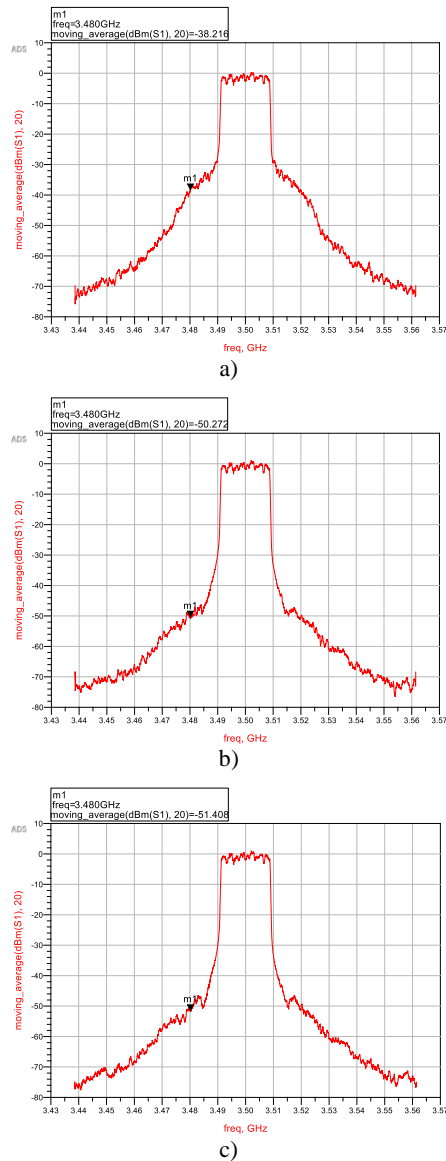 m1
freq=3.480GHz
moving_average(dBm(S1), 20)=-38.216
ADS
10
0
-10
-20
-30
-40
-50
-60
-70
-80
moving_average(dBm(S1), 20)
m1
3.43 3.44 3.45 3.46 3.47 3.48 3.49 3.50 3.51 3.52 3.53 3.54 3.55 3.56 3.57
freq, GHz
a)
m1
freq=3.480GHz
moving_average(dBm(S1), 20)=-50.272
ADS
10
0
-10
-20
-30
-40
-50
-60
-70
-80
moving_average(dBm(S1), 20)
m1
3.43 3.44 3.45 3.46 3.47 3.48 3.49 3.50 3.51 3.52 3.53 3.54 3.55 3.56 3.57
freq, GHz
b)
m1
freq=3.480GHz
moving_average(dBm(S1), 20)=-51.408
ADS
10
0
-10
-20
-30
-40
-50
-60
-70
-80
moving_average(dBm(S1), 20)
m1
3.43 3.44 3.45 3.46 3.47 3.48 3.49 3.50 3.51 3.52 3.53 3.54 3.55 3.56 3.57
freq, GHz
c)